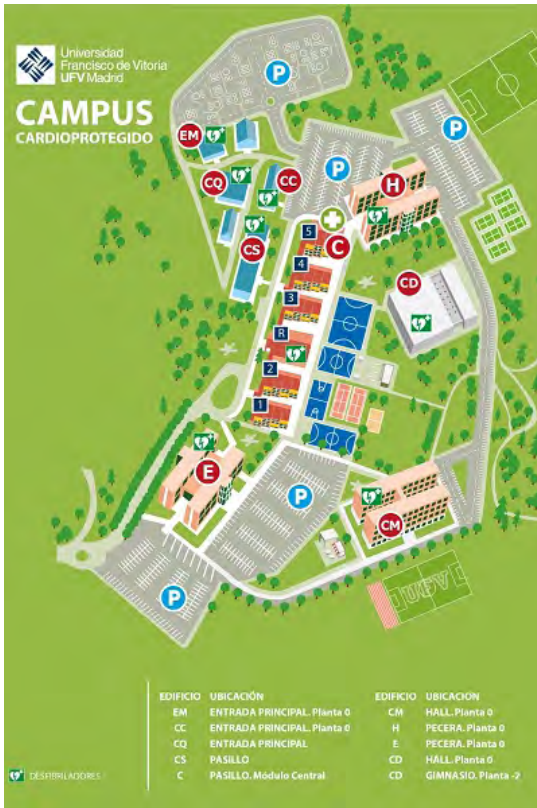 Universidad
Francisco de Vitoria
UFV Madrid
CAMPUS
CARDIOPROTEGIDO
P
P
P
EM
CQ
CC
H
CS
5
C
4
CD
3
R
2
1
E
P
CM
P
EDIFICIO UBICACIÓN
EM ENTRADA PRINCIPAL. Planta 0
CC ENTRADA PRINCIPAL. Planta 0
CQ ENTRADA PRINCIPAL
CS PASILLO
C PASILLO. Módulo Central
EDIFICIO UBICACIÓN
CM HALL. Planta 0
H PECERA. Planta 0
E PECERA. Planta 0
CD HALL. Planta 0
CD GIMNASIO. Planta -2
DESFIBRILADORES